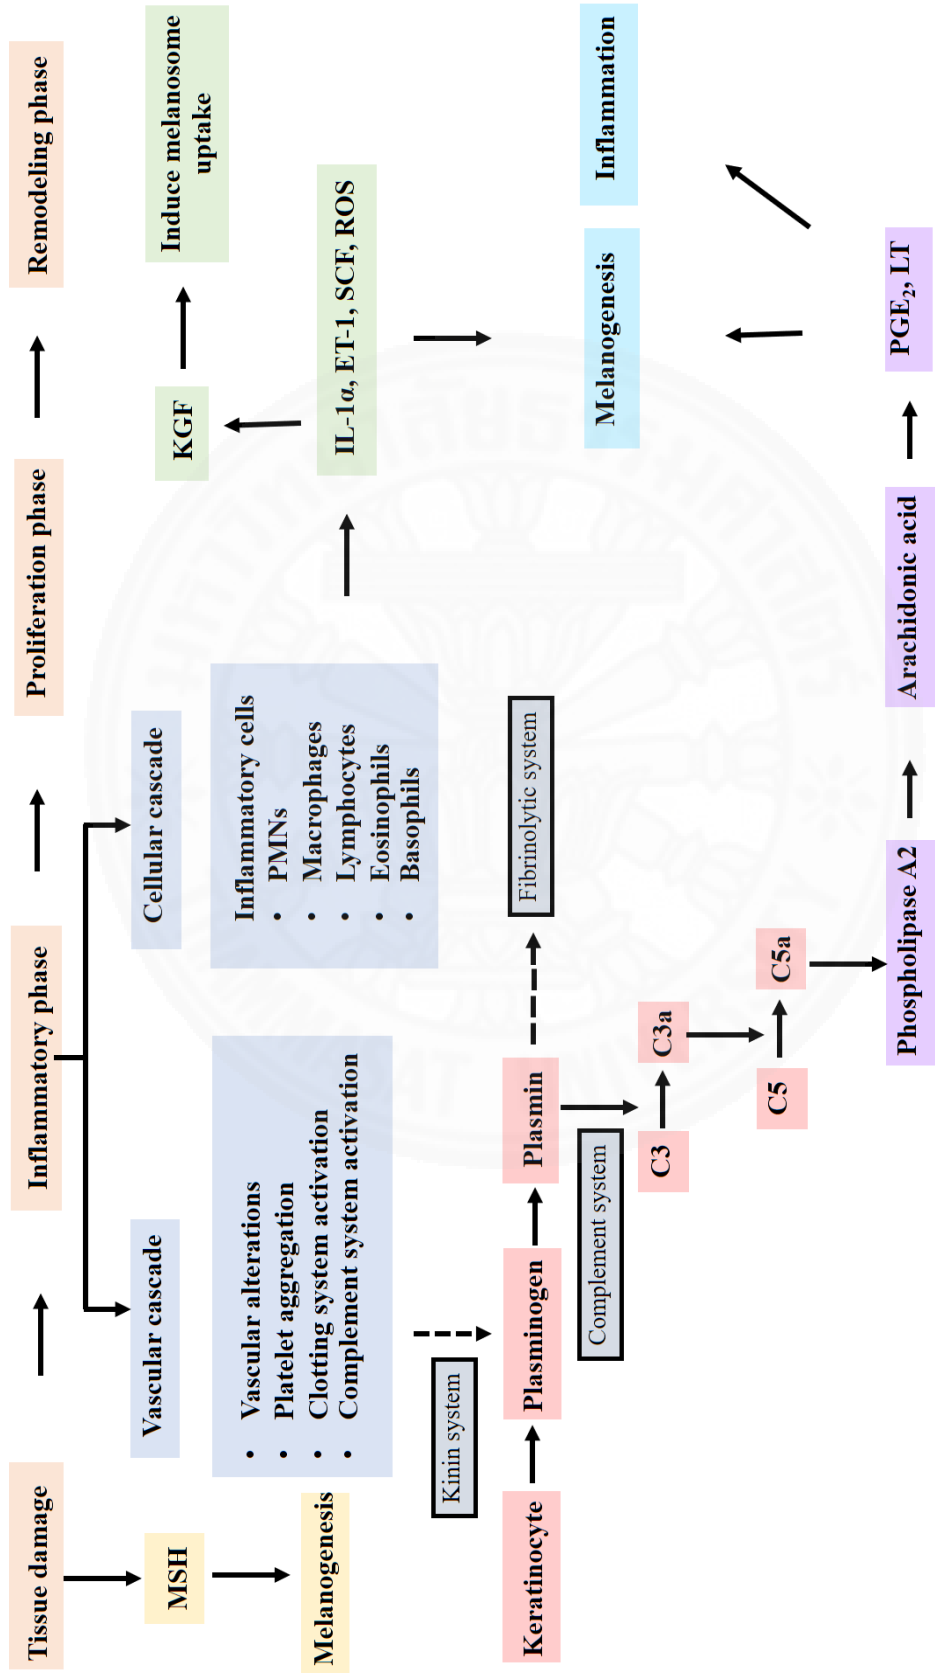 Tissue damage
Inflammatory phase
Proliferation phase
Remodeling phase
MSH
Melanogenesis
Vascular cascade
Cellular cascade
• Vascular alterations
• Platelet aggregation
• Clotting system activation
• Complement system activation
Inflammatory cells
• PMNs
• Macrophages
• Lymphocytes
• Eosinophils
• Basophils
KGF
Induce melanosome
uptake
IL-1α, ET-1, SCF, ROS
Kinin system
Keratinocyte
Plasminogen
Plasmin
Fibrinolytic system
Complement system
C3
C3a
C5
C5a
Melanogenesis
Inflammation
Phospholipase A2
Arachidonic acid
PGE₂, LT